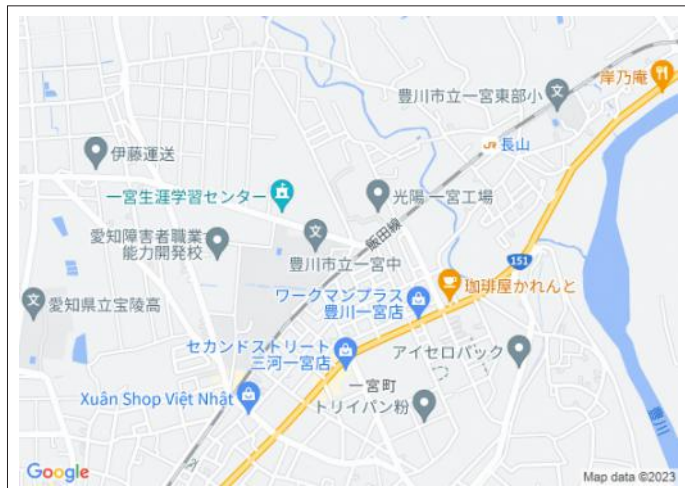 岸乃庵
豊川市立一宮東部小
JR 長山
伊藤運送
一宮生涯学習センター
光陽 一宮工場
飯田線
愛知障害者職業
能力開発校
豊川市立一宮中
151
珈琲屋かれんと
ワークマンプラス
豊川一宮店
愛知県立宝陵高
セカンドストリート
三河一宮店
アイセロパック
一宮町
Xuân Shop Việt Nhật
トリイパン粉
豊川
Google
Map data ©2023